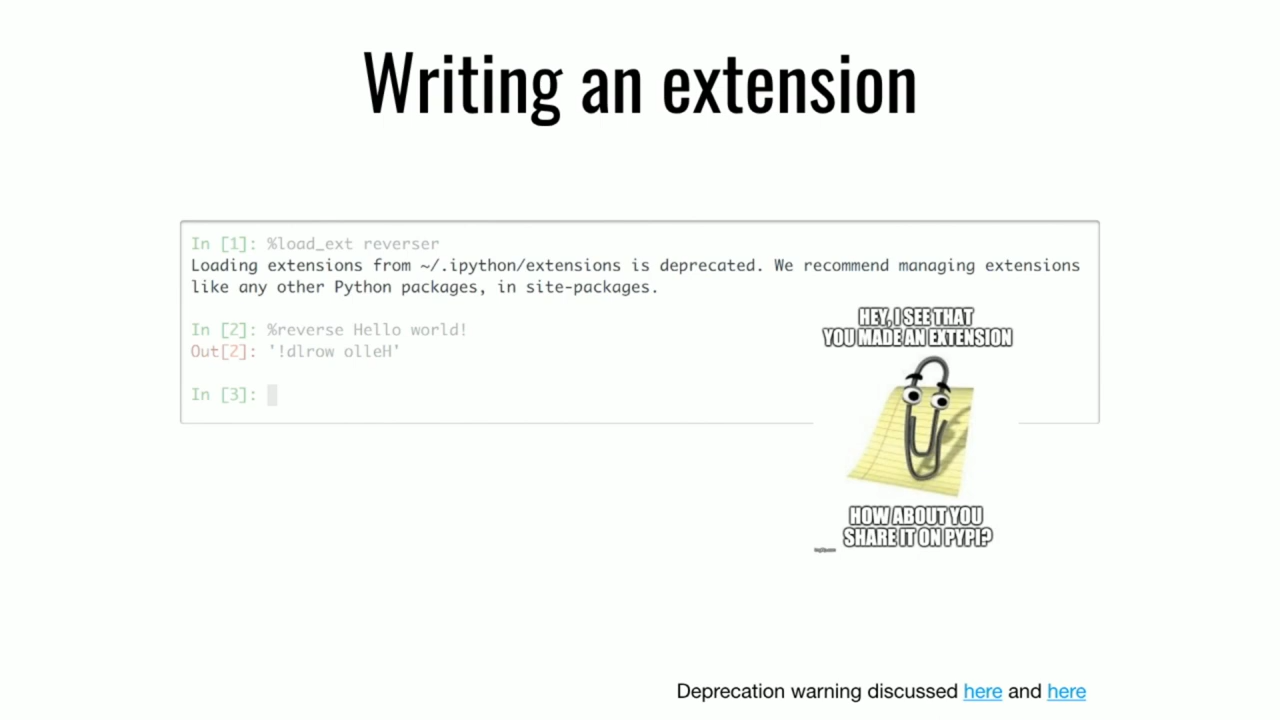 Writing an extension
In [1]: %load_ext reverser
Loading extensions from ~/.ipython/extensions is deprecated. We recommend managing extensions
like any other Python packages, in site-packages.
In [2]: %reverse Hello world!
Out[2]: '!dlrow olleH'
In [3]:
HEY, I SEE THAT
YOU MADE AN EXTENSION
HOW ABOUT YOU
SHARE IT ON PYPI?
imgflip.com
Deprecation warning discussed here and here